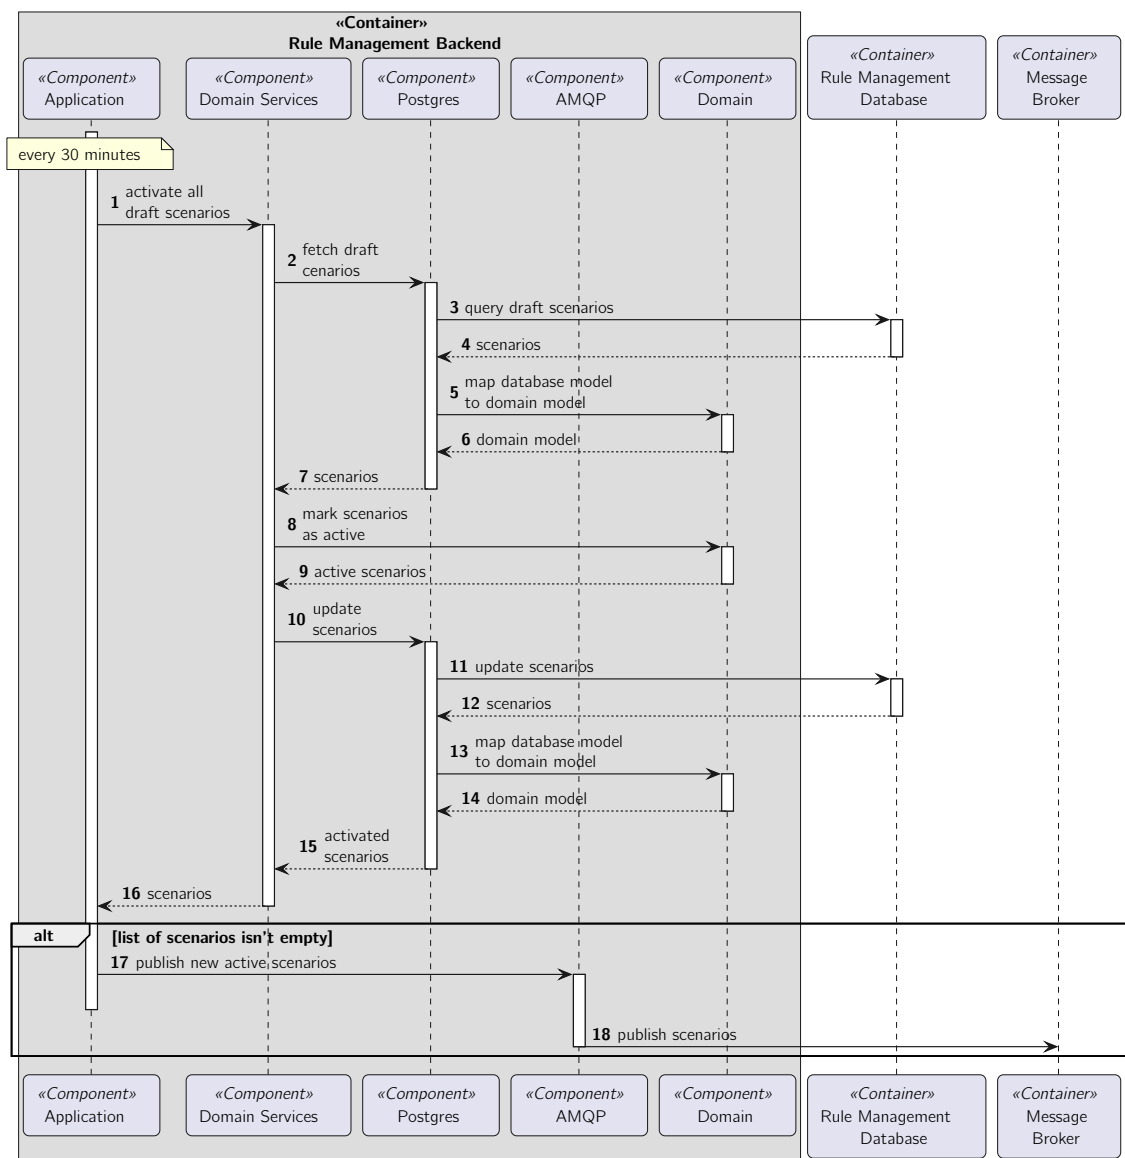 «Container»
Rule Management Backend
«Component»
Application
«Component»
Domain Services
«Component»
Postgres
«Component»
AMQP
«Component»
Domain
«Container»
Rule Management
Database
«Container»
Message
Broker
every 30 minutes
1 activate all
draft scenarios
2 fetch draft
cenarios
3 query draft scenarios
4 scenarios
5 map database model
to domain model
6 domain model
7 scenarios
8 mark scenarios
as active
9 active scenarios
10 update
scenarios
11 update scenarios
12 scenarios
13 map database model
to domain model
14 domain model
15 activated
scenarios
16 scenarios
alt [list of scenarios isn't empty]
17 publish new active scenarios
18 publish scenarios
«Component»
Application
«Component»
Domain Services
«Component»
Postgres
«Component»
AMQP
«Component»
Domain
«Container»
Rule Management
Database
«Container»
Message
Broker